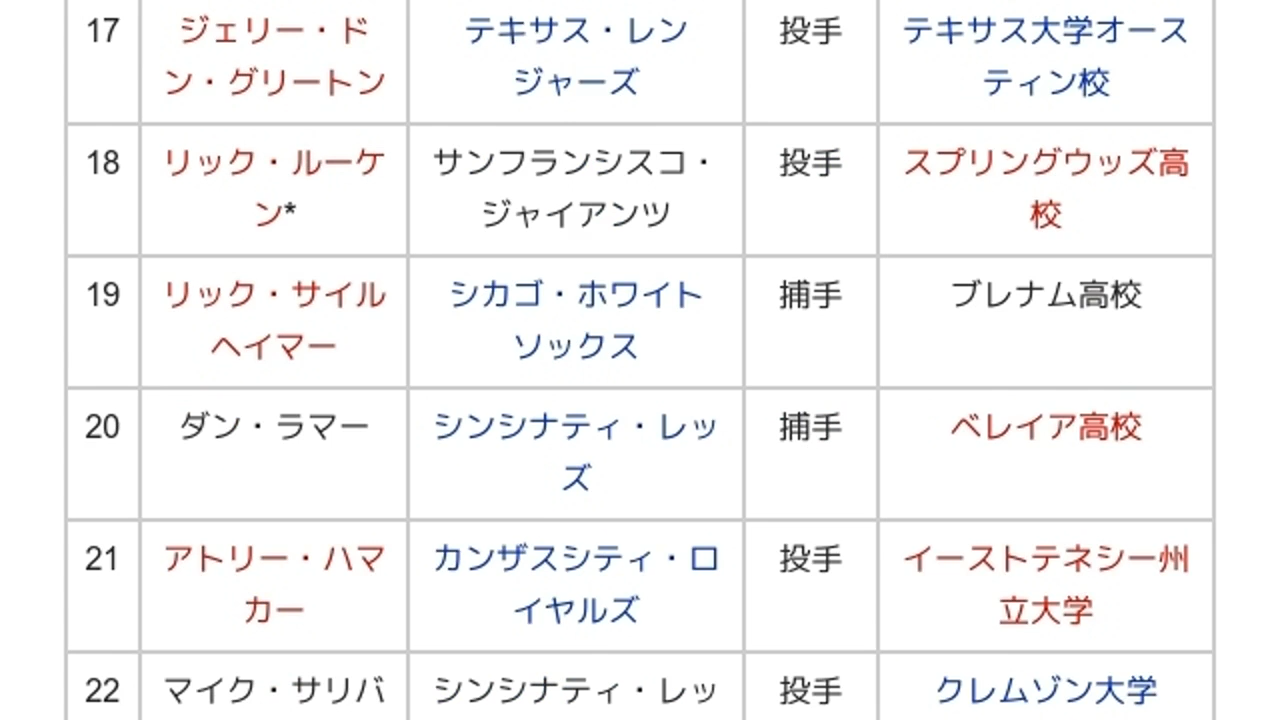 17 ジェリー・ド テキサス・レン 投手 テキサス大学オース
ン・グリートン ジャーズ ティン校
18 リック・ルーケ サンフランシスコ・ 投手 スプリングウッズ高
ン* ジャイアンツ 校
19 リック・サイル シカゴ・ホワイト 捕手 ブレナム高校
ヘイマー ソックス
20 ダン・ラマー シンシナティ・レッ 捕手 ベレイア高校
ズ
21 アトリー・ハマ カンザスシティ・ロ 投手 イーストテネシー州
カー イヤルズ 立大学
22 マイク・サリバ シンシナティ・レッ 投手 クレムゾン大学